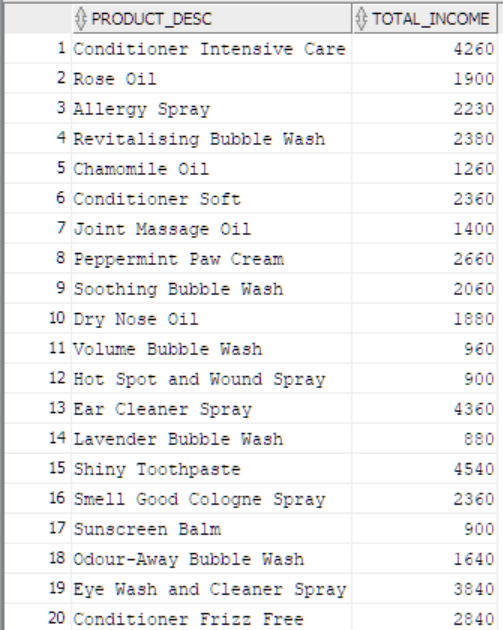 PRODUCT_DESC TOTAL_INCOME
1 Conditioner Intensive Care 4260
2 Rose Oil 1900
3 Allergy Spray 2230
4 Revitalising Bubble Wash 2380
5 Chamomile Oil 1260
6 Conditioner Soft 2360
7 Joint Massage Oil 1400
8 Peppermint Paw Cream 2660
9 Soothing Bubble Wash 2060
10 Dry Nose Oil 1880
11 Volume Bubble Wash 960
12 Hot Spot and Wound Spray 900
13 Ear Cleaner Spray 4360
14 Lavender Bubble Wash 880
15 Shiny Toothpaste 4540
16 Smell Good Cologne Spray 2360
17 Sunscreen Balm 900
18 Odour-Away Bubble Wash 1640
19 Eye Wash and Cleaner Spray 3840
20 Conditioner Frizz Free 2840